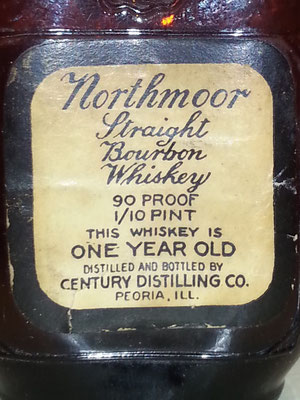 Northmoor
Straight
Bourbon
Whiskey
90 PROOF
1/10 PINT
THIS WHISKEY IS
ONE YEAR OLD
DISTILLED AND BOTTLED BY
CENTURY DISTILLING CO.
PEORIA, ILL.